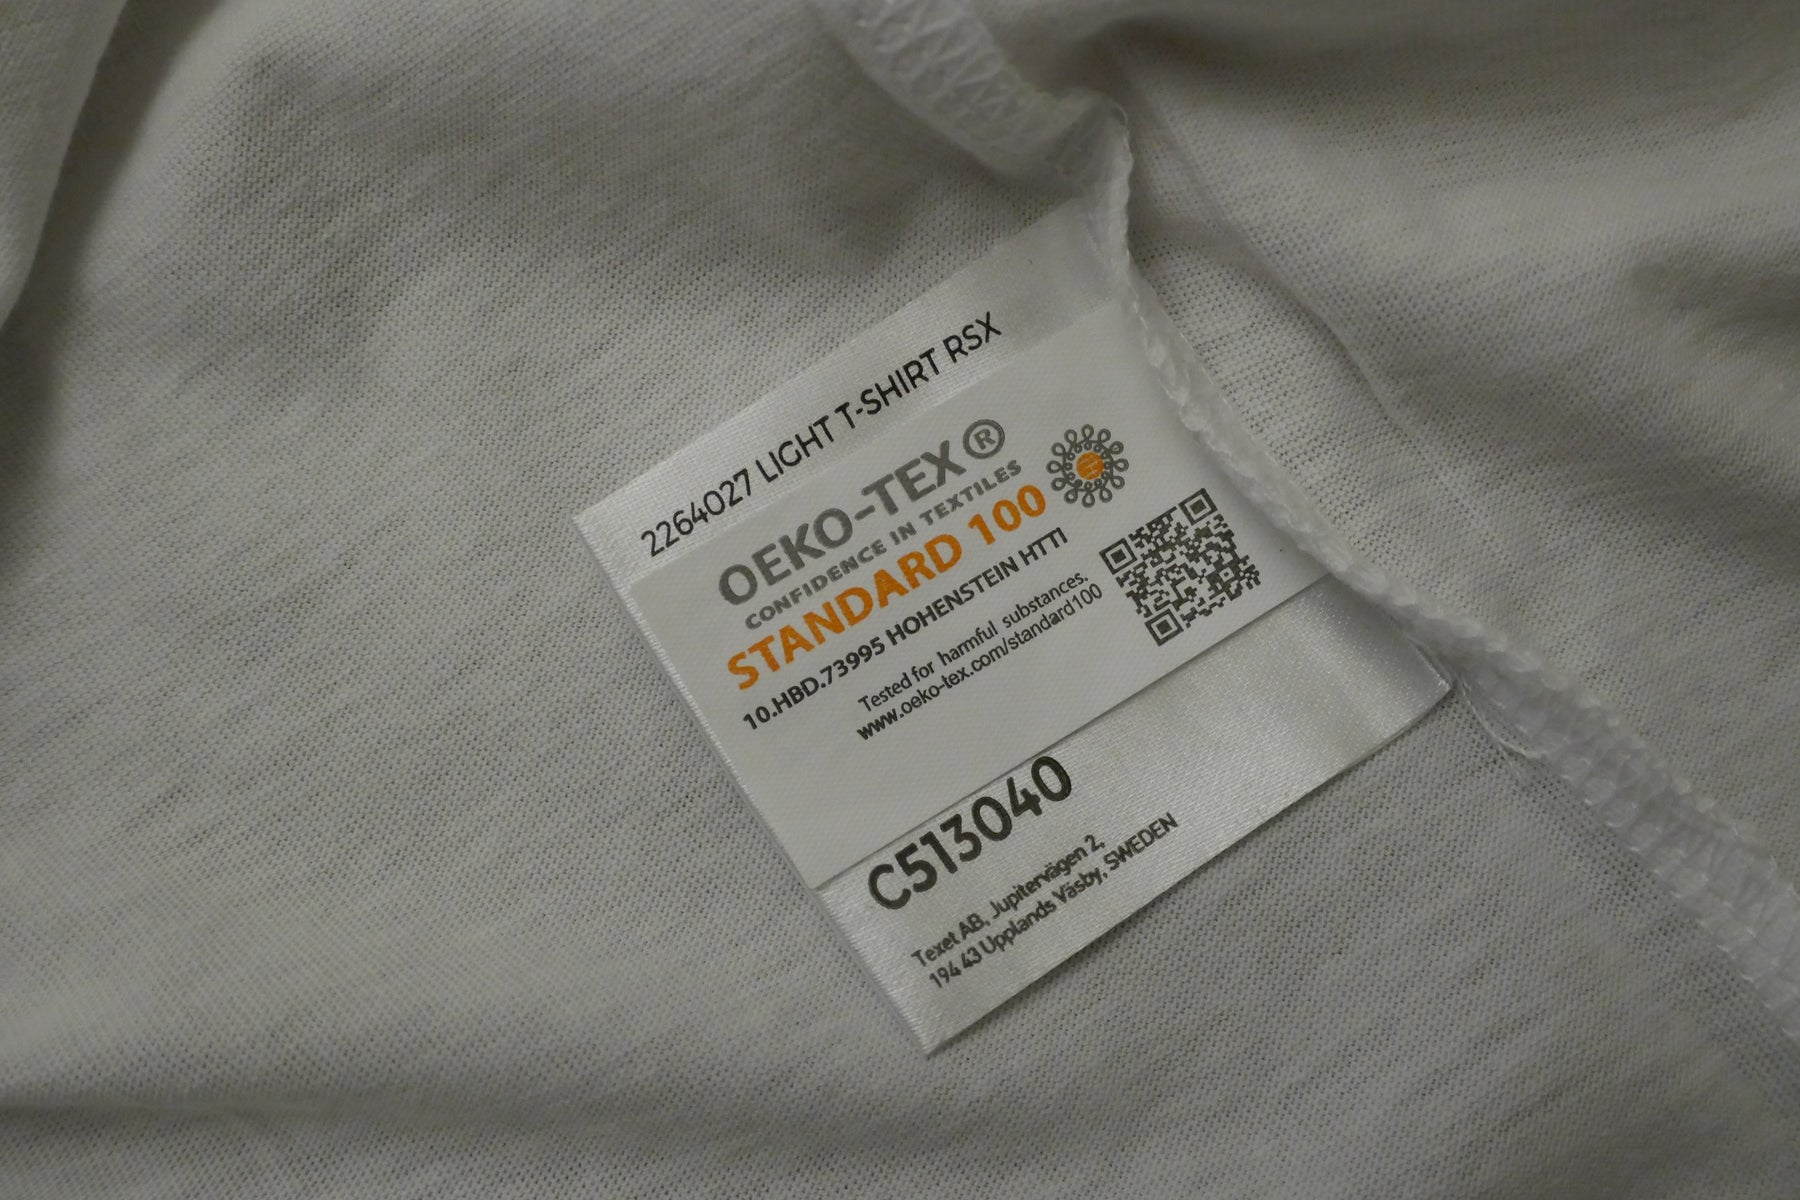 2264027 LIGHT T-SHIRT RSX
OEKO-TEX®
CONFIDENCE IN TEXTILES
STANDARD 100
10.HBD.73995 HOHENSTEIN HTTI
Tested for harmful substances.
www.oeko-tex.com/standard100
C513040
Texet AB, Jupitervägen 2,
194 43 Upplands Väsby, SWEDEN